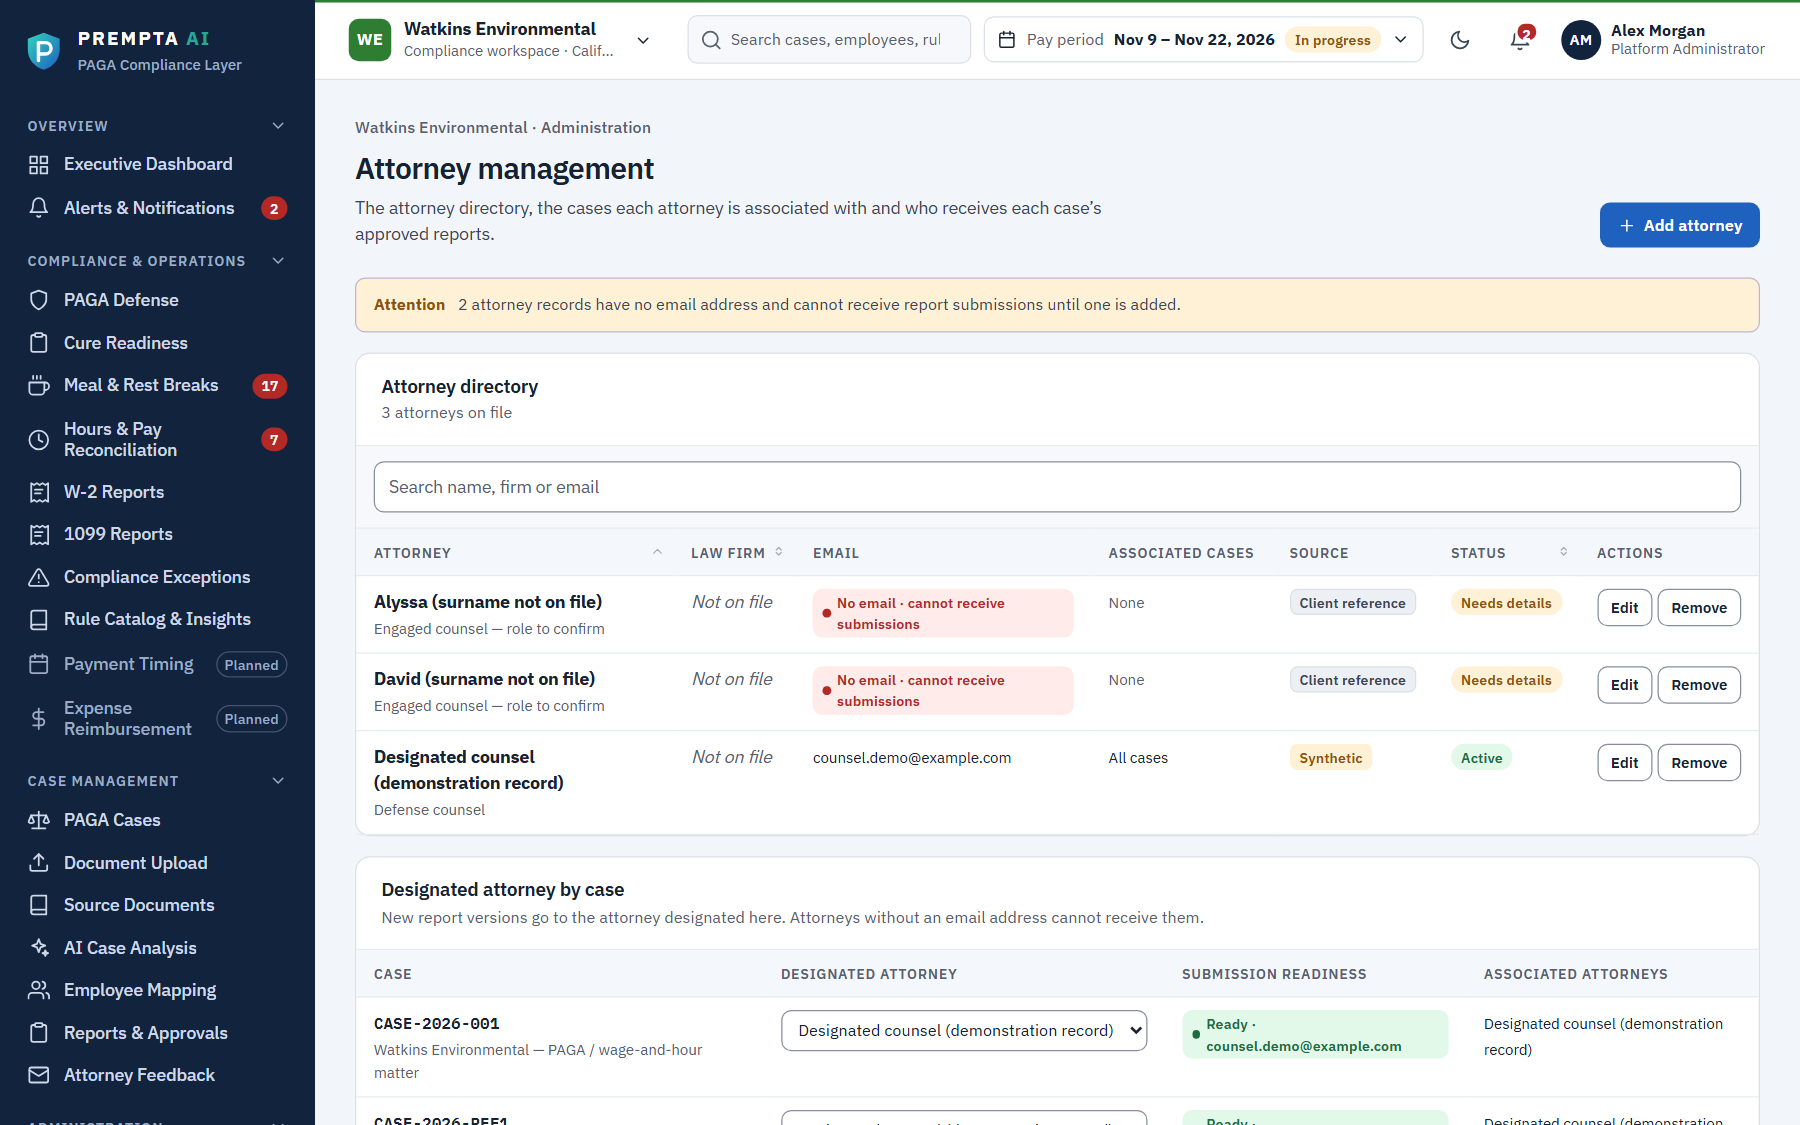 PREMPTA AI
PAGA Compliance Layer
OVERVIEW
Executive Dashboard
Alerts & Notifications
2
COMPLIANCE & OPERATIONS
PAGA Defense
Cure Readiness
Meal & Rest Breaks
17
Hours & Pay
Reconciliation
7
W-2 Reports
1099 Reports
Compliance Exceptions
Rule Catalog & Insights
Payment Timing
Planned
Expense
Reimbursement
Planned
CASE MANAGEMENT
PAGA Cases
Document Upload
Source Documents
AI Case Analysis
Employee Mapping
Reports & Approvals
Attorney Feedback
WE
Watkins Environmental
Compliance workspace · Calif...
Search cases, employees, rul
Pay period Nov 9 – Nov 22, 2026 In progress
2
AM
Alex Morgan
Platform Administrator
Watkins Environmental · Administration
Attorney management
The attorney directory, the cases each attorney is associated with and who receives each case’s
approved reports.
+ Add attorney
Attention 2 attorney records have no email address and cannot receive report submissions until one is added.
Attorney directory
3 attorneys on file
Search name, firm or email
ATTORNEY LAW FIRM EMAIL ASSOCIATED CASES SOURCE STATUS ACTIONS
Alyssa (surname not on file)
Engaged counsel — role to confirm
Not on file
No email · cannot receive
submissions
None
Client reference
Needs details
Edit
Remove
David (surname not on file)
Engaged counsel — role to confirm
Not on file
No email · cannot receive
submissions
None
Client reference
Needs details
Edit
Remove
Designated counsel
(demonstration record)
Defense counsel
Not on file
counsel.demo@example.com
All cases
Synthetic
Active
Edit
Remove
Designated attorney by case
New report versions go to the attorney designated here. Attorneys without an email address cannot receive them.
CASE DESIGNATED ATTORNEY SUBMISSION READINESS ASSOCIATED ATTORNEYS
CASE-2026-001
Watkins Environmental — PAGA / wage-and-hour
matter
Designated counsel (demonstration record)
Ready ·
counsel.demo@example.com
Designated counsel (demonstration
record)
CASE-2026-REF1
Ready ·
Designated counsel (demonstration